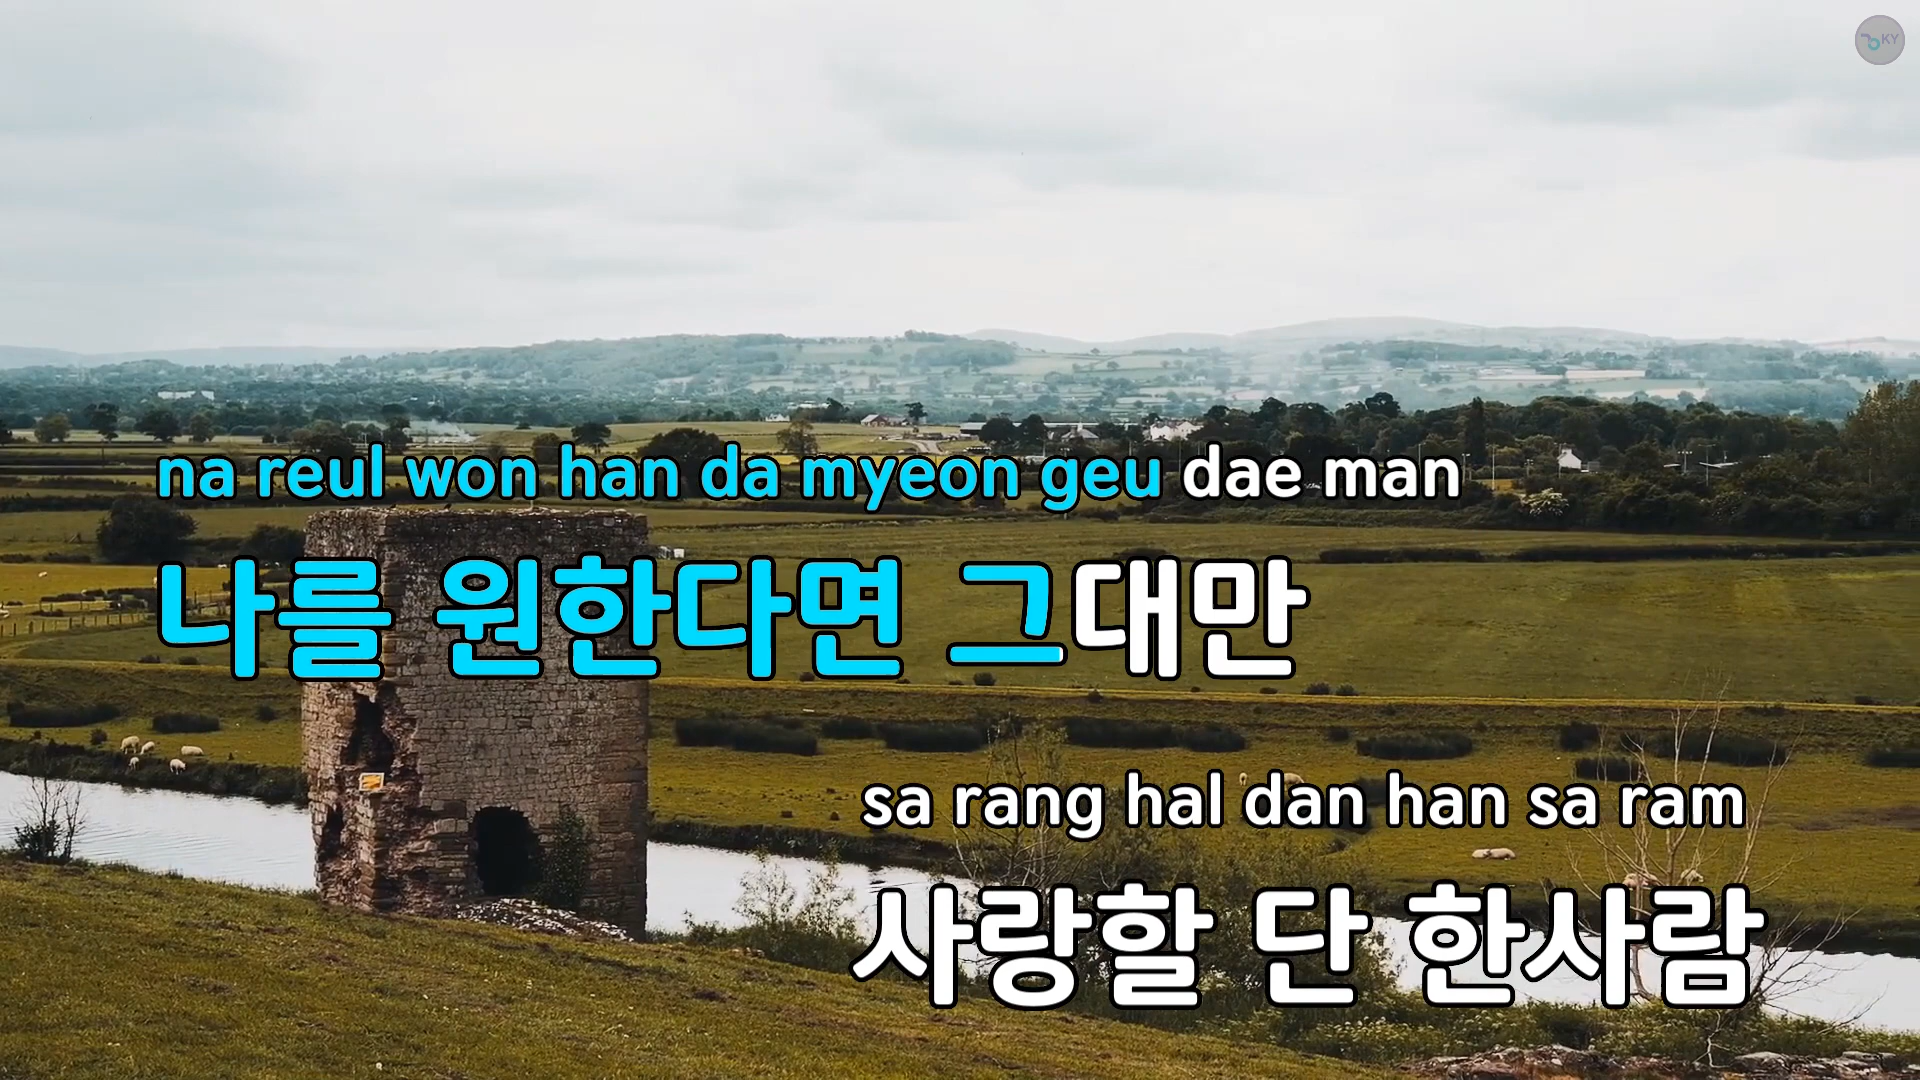 KY
na reul won han da myeon geu dae man
나를 원한다면 그대만
sa rang hal dan han sa ram
사랑할 단 한사람